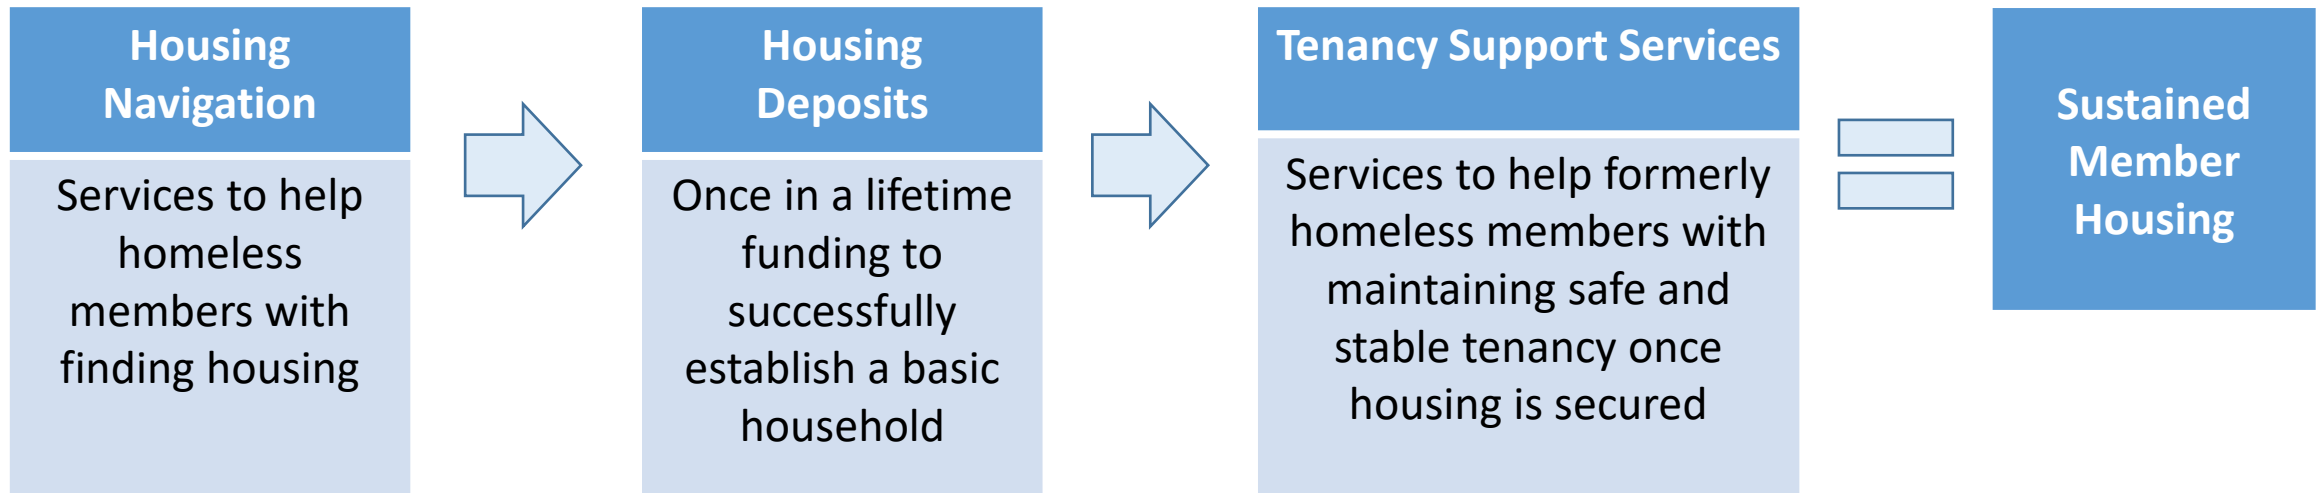 Housing
Navigation
Services to help
homeless
members with
finding housing
Housing
Deposits
Once in a lifetime
funding to
successfully
establish a basic
household
Tenancy Support Services
Services to help formerly
homeless members with
maintaining safe and
stable tenancy once
housing is secured
Sustained
Member
Housing